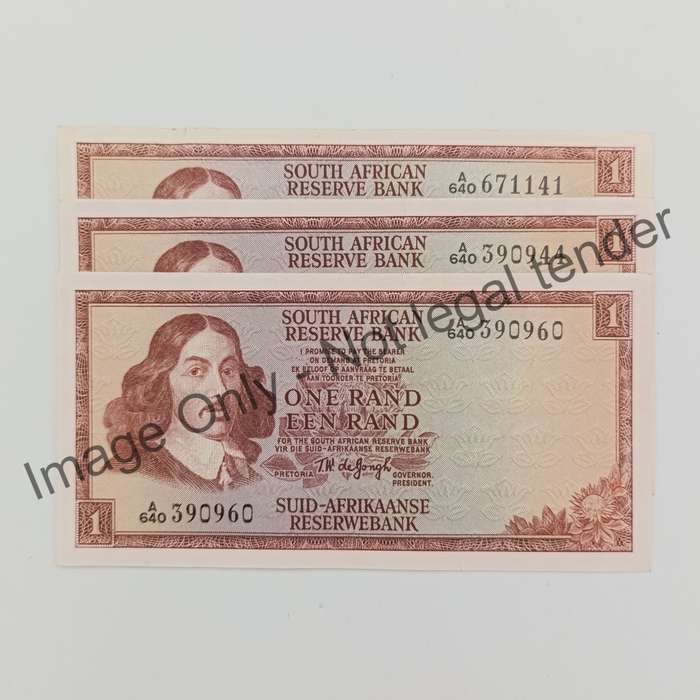 1
SOUTH AFRICAN
RESERVE BANK
A/640 671141
1
SOUTH AFRICAN
RESERVE BANK
A/640 390944
SOUTH AFRICAN
RESERVE BANK
A/640 390960
1
I PROMISE TO PAY THE BEARER
ON DEMAND AT PRETORIA
EK BELOOF OP AANVRAAG TE BETAAL
AAN TOONDER TE PRETORIA
ONE RAND
EEN RAND
FOR THE SOUTH AFRICAN RESERVE BANK
VIR DIE SUID-AFRIKAANSE RESERWEBANK
PRETORIA T.W. de Jongh GOVERNOR.
PRESIDENT.
1
A/640 390960
SUID-AFRIKAANSE
RESERWEBANK
Image Only - Not legal tender